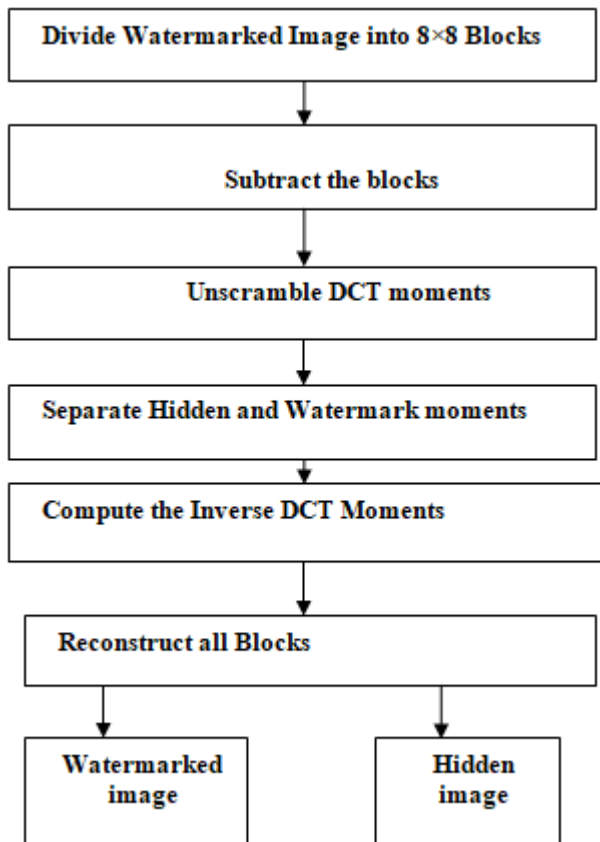 Divide Watermarked Image into 8×8 Blocks
Subtract the blocks
Unscramble DCT moments
Separate Hidden and Watermark moments
Compute the Inverse DCT Moments
Reconstruct all Blocks
Watermarked
image
Hidden
image